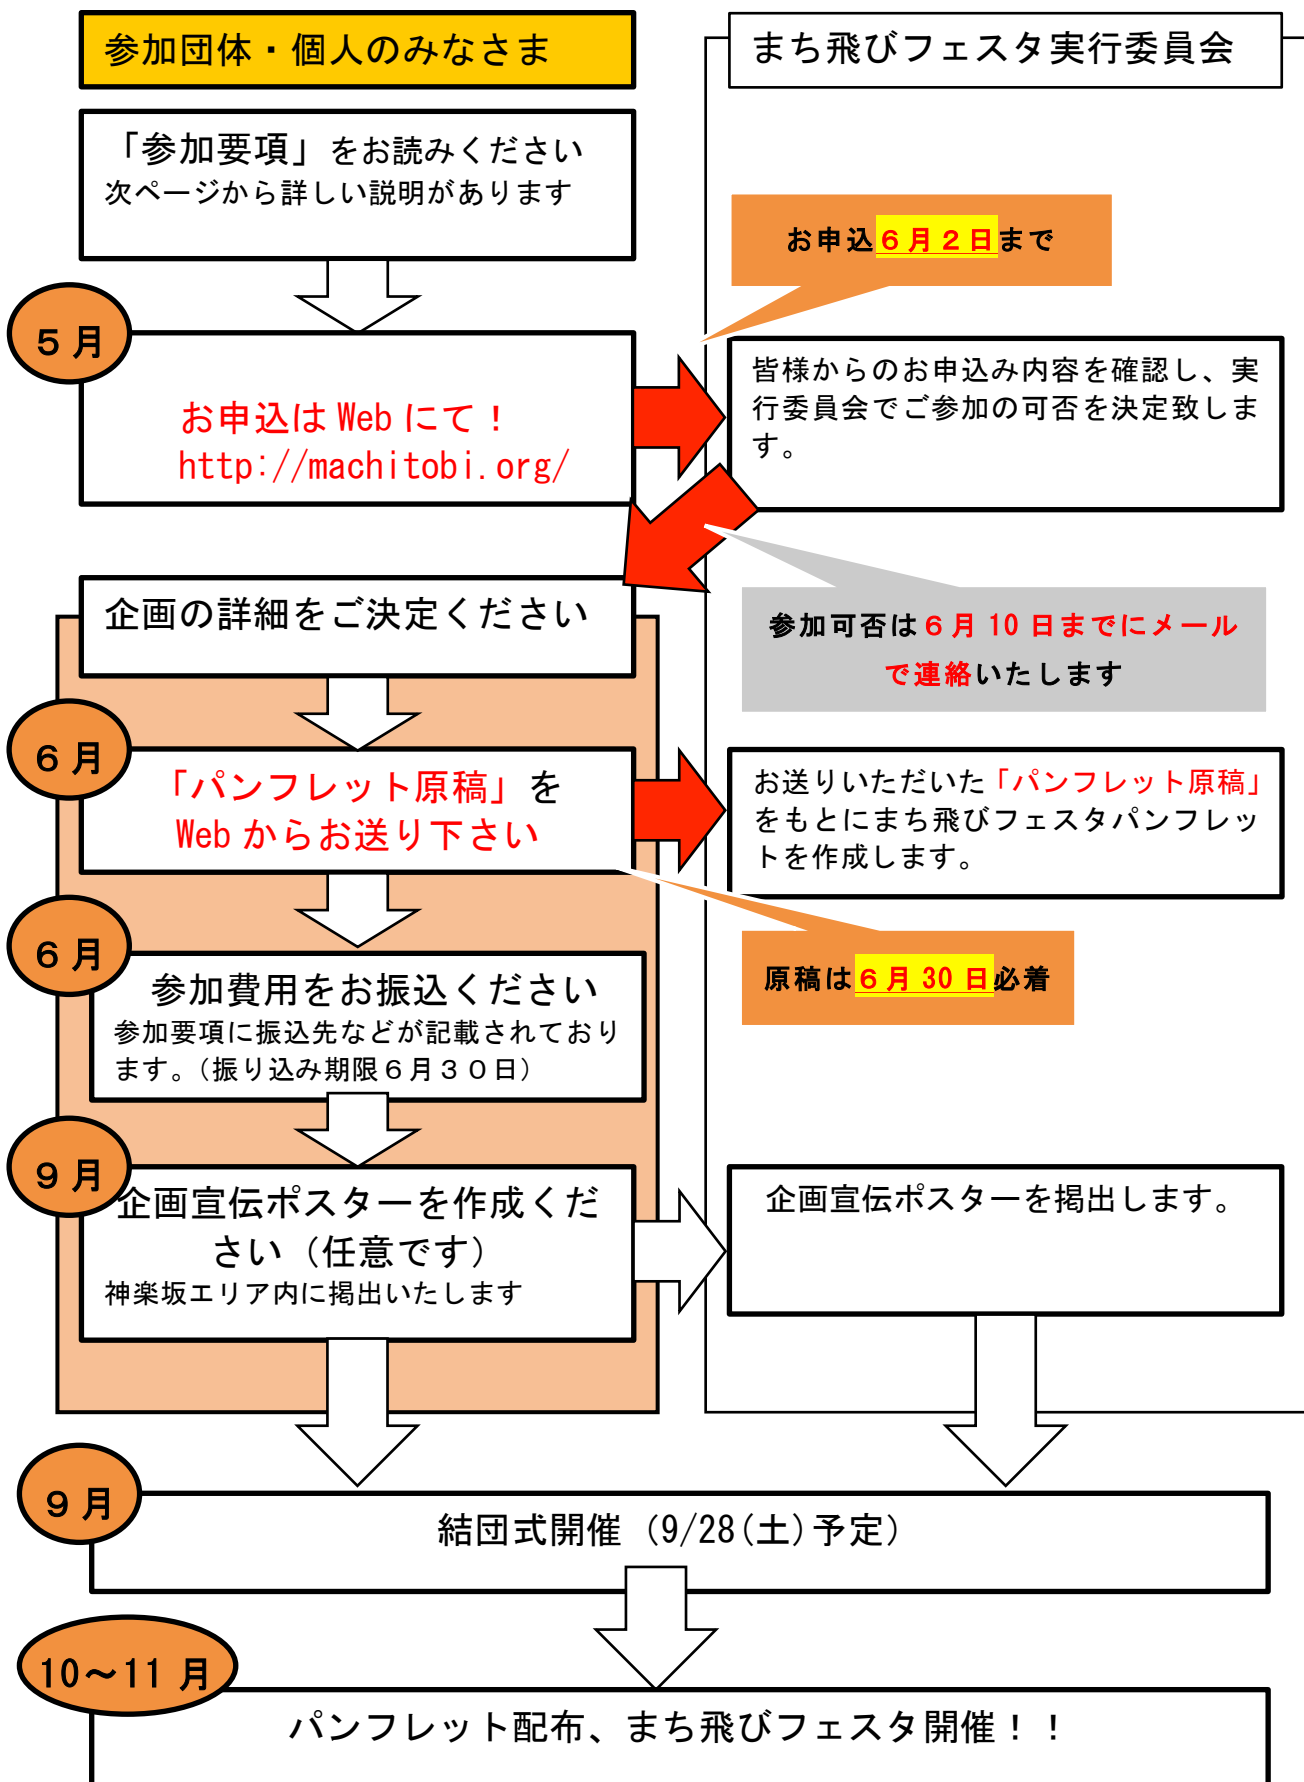 参加団体・個人のみなさま
まち飛びフェスタ実行委員会
「参加要項」をお読みください
次ページから詳しい説明があります
お申込６月２日まで
５月
お申込は Web にて！
http://machitobi.org/
皆様からのお申込み内容を確認し、実
行委員会でご参加の可否を決定致しま
す。
企画の詳細をご決定ください
参加可否は６月 10 日までにメール
で連絡いたします
６月
「パンフレット原稿」を
Web からお送り下さい
お送りいただいた「パンフレット原稿」
をもとにまち飛びフェスタパンフレッ
トを作成します。
６月
参加費用をお振込ください
参加要項に振込先などが記載されており
ます。（振り込み期限６月３０日）
原稿は６月 30 日必着
９月
企画宣伝ポスターを作成くだ
さい（任意です）
神楽坂エリア内に掲出いたします
企画宣伝ポスターを掲出します。
９月
結団式開催（9/28(土)予定）
10～11 月
パンフレット配布、まち飛びフェスタ開催！！